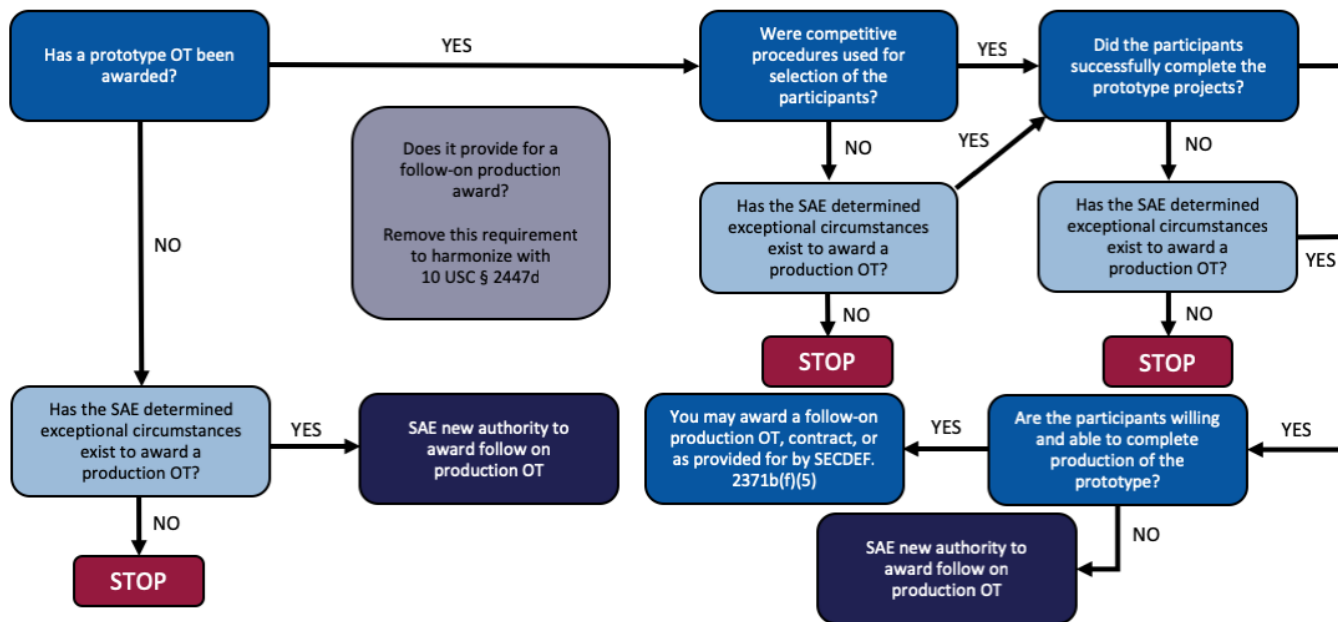 Has a prototype OT been
awarded?
YES
Were competitive
procedures used for
selection of the
participants?
YES
Did the participants
successfully complete the
prototype projects?
NO
Does it provide for a
follow-on production
award?
Remove this requirement
to harmonize with
10 USC § 2447d
NO
YES
NO
Has the SAE determined
exceptional circumstances
exist to award a
production OT?
Has the SAE determined
exceptional circumstances
exist to award a
production OT?
YES
NO
STOP
NO
STOP
Has the SAE determined
exceptional circumstances
exist to award a
production OT?
YES
SAE new authority to
award follow on
production OT
You may award a follow-on
production OT, contract, or
as provided for by SECDEF.
2371b(f)(5)
YES
Are the participants willing
and able to complete
production of the
prototype?
YES
NO
STOP
SAE new authority to
award follow on
production OT
NO